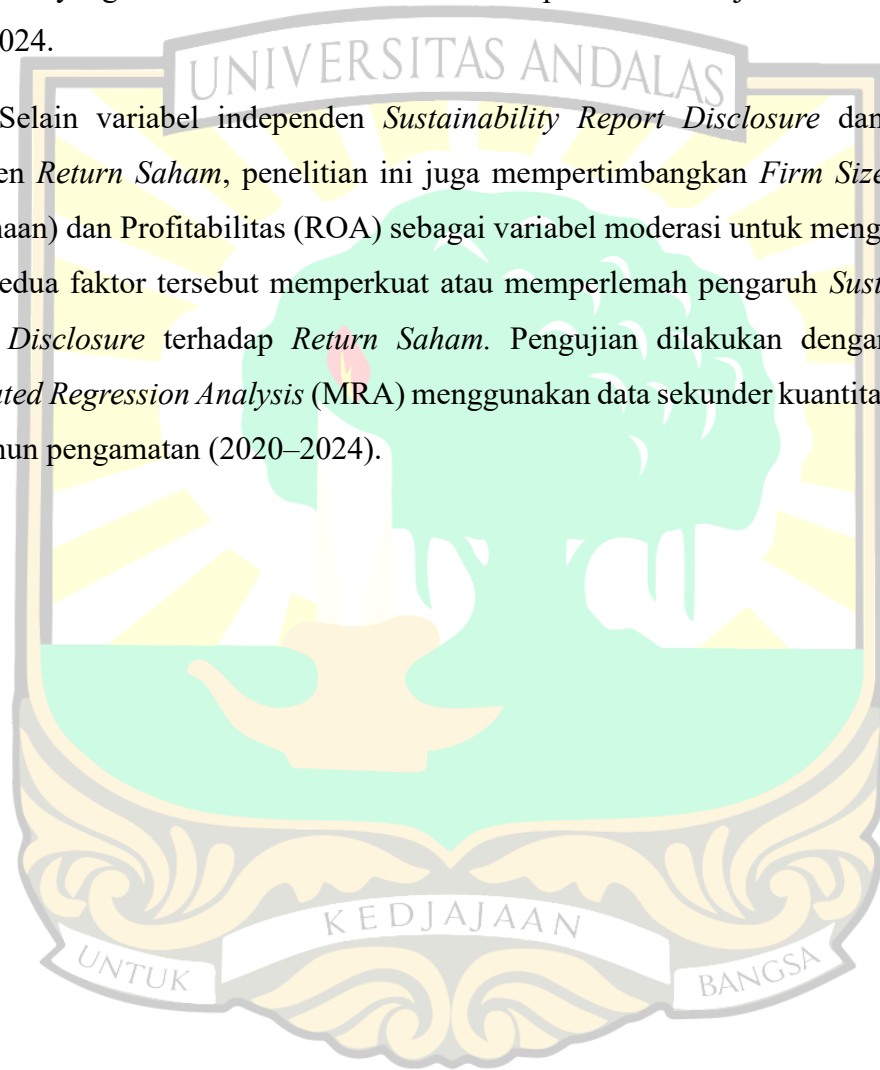 024.
UNIVERSITAS ANDALAS
Selain variabel independen Sustainability Report Disclosure dan
en Return Saham, penelitian ini juga mempertimbangkan Firm Size
naan) dan Profitabilitas (ROA) sebagai variabel moderasi untuk meng
edua faktor tersebut memperkuat atau memperlemah pengaruh Sust
Disclosure terhadap Return Saham. Pengujian dilakukan dengan
ated Regression Analysis (MRA) menggunakan data sekunder kuantita
hun pengamatan (2020–2024).
KEDJAJAAN
UNTUK
BANGSA